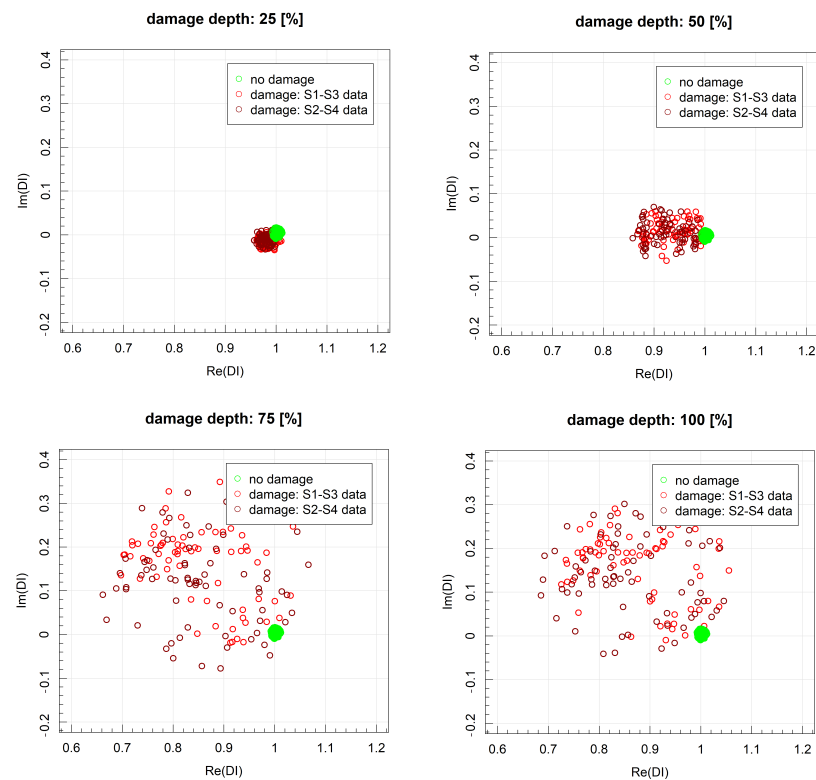 damage depth: 25 [%]
no damage
damage: S1-S3 data
damage: S2-S4 data
Im(DI)
0.4
0.3
0.2
0.1
0
- 0.1
- 0.2
0.6 0.7 0.8 0.9 1 1.1 1.2
Re(DI)
damage depth: 50 [%]
no damage
damage: S1-S3 data
damage: S2-S4 data
Im(DI)
0.4
0.3
0.2
0.1
0
- 0.1
- 0.2
0.6 0.7 0.8 0.9 1 1.1 1.2
Re(DI)
damage depth: 75 [%]
no damage
damage: S1-S3 data
damage: S2-S4 data
Im(DI)
0.4
0.3
0.2
0.1
0
- 0.1
- 0.2
0.6 0.7 0.8 0.9 1 1.1 1.2
Re(DI)
damage depth: 100 [%]
no damage
damage: S1-S3 data
damage: S2-S4 data
Im(DI)
0.4
0.3
0.2
0.1
0
- 0.1
- 0.2
0.6 0.7 0.8 0.9 1 1.1 1.2
Re(DI)